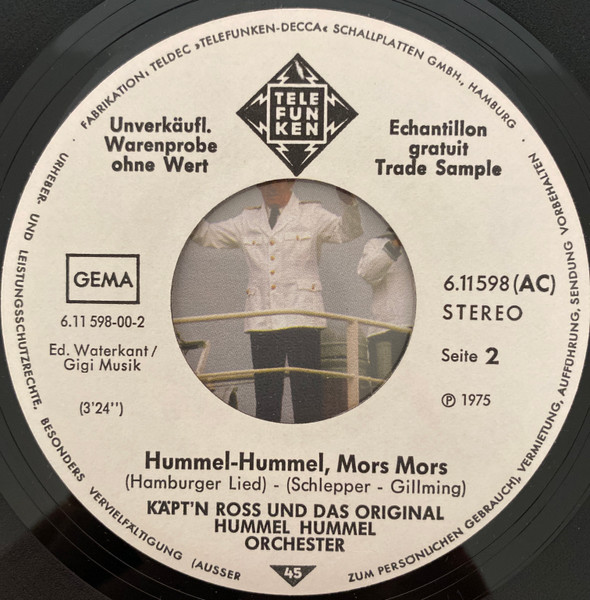 · FABRIKATION: TELDEC »TELEFUNKEN-DECCA« SCHALLPLATTEN GMBH., HAMBURG ·
TELE
FUN
KEN
Unverkäufl.
Warenprobe
ohne Wert
Echantillon
gratuit
Trade Sample
GEMA
6.11 598-00-2
Ed. Waterkant/
Gigi Musik
(3'24'')
6.11598 (AC)
STEREO
Seite 2
℗ 1975
Hummel-Hummel, Mors Mors
(Hamburger Lied) - (Schlepper - Gillming)
KÄPT'N ROSS UND DAS ORIGINAL
HUMMEL HUMMEL
ORCHESTER
45
URHEBER- UND LEISTUNGSSCHUTZRECHTE, BESONDERS VERVIELFÄLTIGUNG (AUSSER
ZUM PERSÖNLICHEN GEBRAUCH), VERMIETUNG, AUFFÜHRUNG, SENDUNG VORBEHALTEN ·